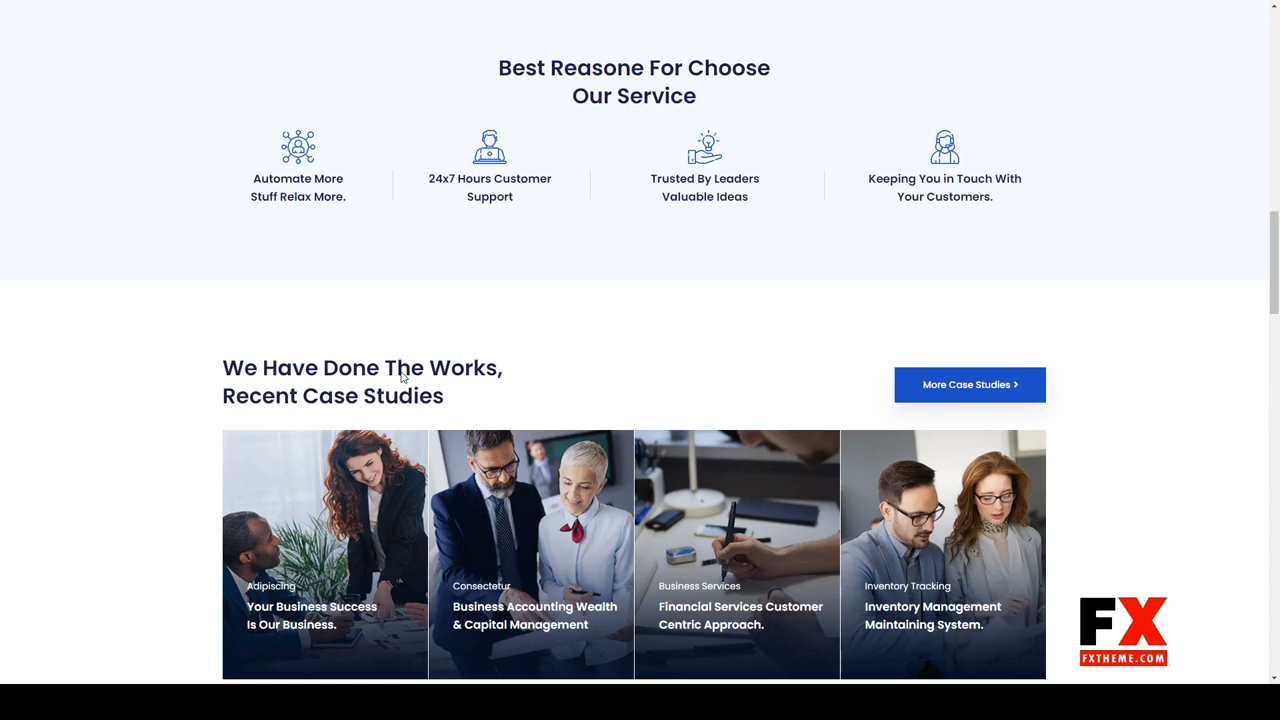 Best Reasone For Choose
Our Service
Automate More
Stuff Relax More.
24x7 Hours Customer
Support
Trusted By Leaders
Valuable Ideas
Keeping You in Touch With
Your Customers.
We Have Done The Works,
Recent Case Studies
More Case Studies
Adipiscing
Your Business Success
Is Our Business.
Consectetur
Business Accounting Wealth
& Capital Management
Business Services
Financial Services Customer
Centric Approach.
Inventory Tracking
Inventory Management
Maintaining System.
FX
FXTHEME.COM